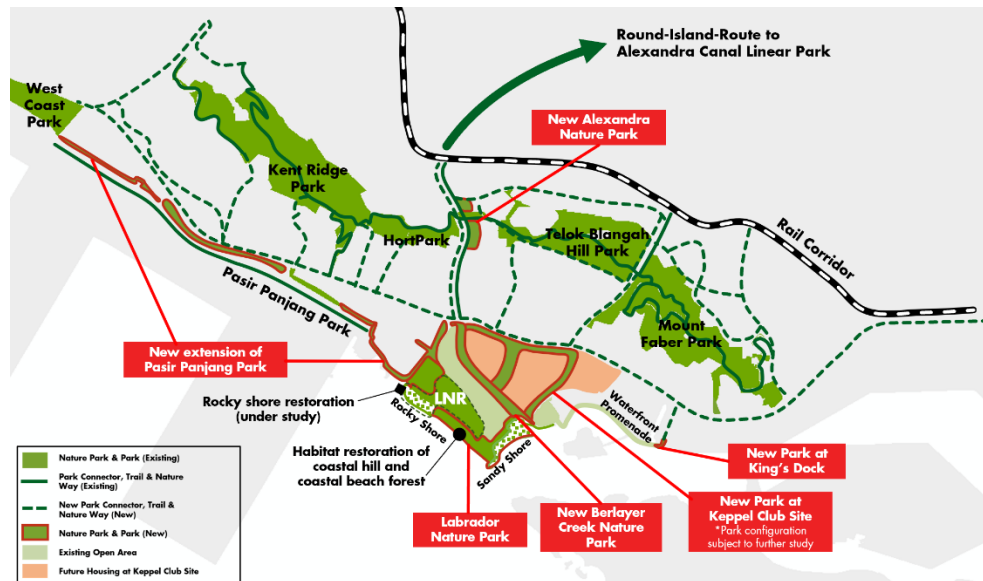 Round-Island-Route to
Alexandra Canal Linear Park
West
Coast
Park
New Alexandra
Nature Park
Kent Ridge
Park
HortPark
Telok Blangah
Hill Park
Rail Corridor
Pasir Panjang Park
Mount
Faber Park
New extension of
Pasir Panjang Park
LNR
Rocky shore restoration
(under study)
Rocky Shore
Waterfront
Promenade
Habitat restoration of
coastal hill and
coastal beach forest
Sandy Shore
New Park at
King's Dock
Labrador
Nature Park
New Berlayer
Creek Nature
Park
New Park at
Keppel Club Site
*Park configuration
subject to further study
Nature Park & Park (Existing)
Park Connector, Trail & Nature
Way (Existing)
New Park Connector, Trail &
Nature Way (New)
Nature Park & Park (New)
Existing Open Area
Future Housing at Keppel Club Site